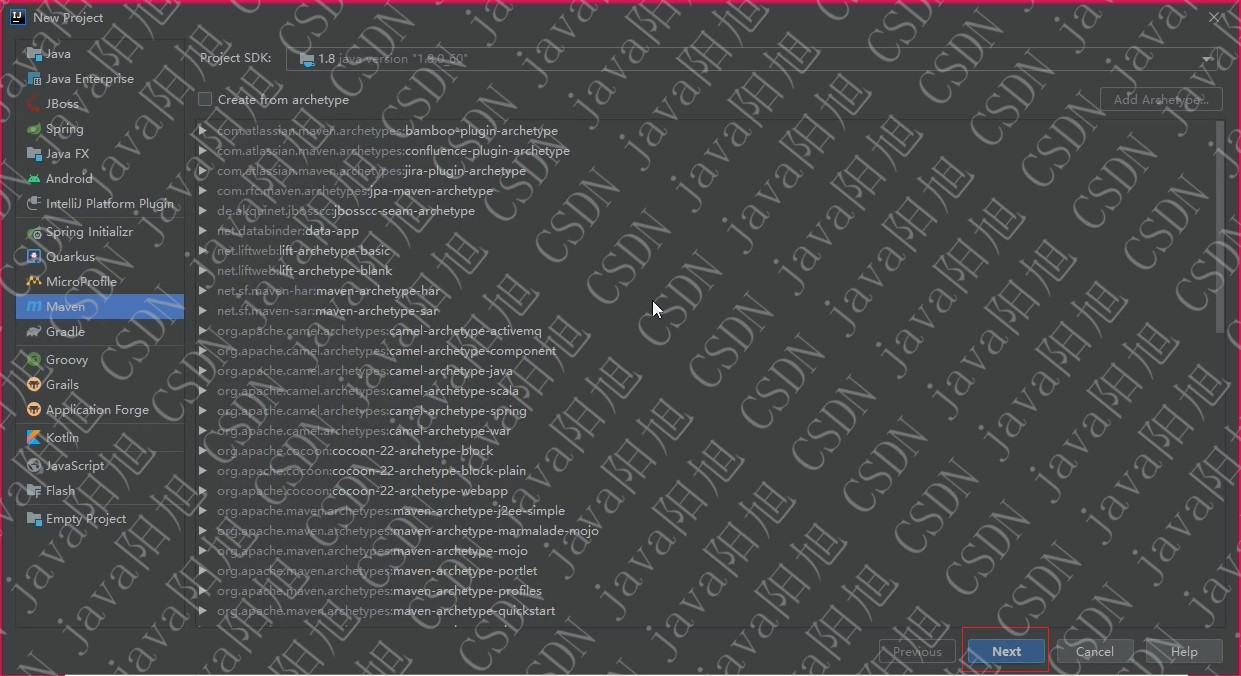 New Project
Java
Java Enterprise
JBoss
Spring
Java FX
Android
IntelliJ Platform Plugin
Spring Initializr
Quarkus
MicroProfile
Maven
Gradle
Groovy
Grails
Application Forge
Kotlin
JavaScript
Flash
Empty Project
Project SDK: 1.8 java version "1.8.0_60"
Create from archetype
Add Archetype...
com.atlassian.maven.archetypes:bamboo-plugin-archetype
com.atlassian.maven.archetypes:confluence-plugin-archetype
com.atlassian.maven.archetypes:jira-plugin-archetype
com.rfc.maven.archetypes:jpa-maven-archetype
de.akquinet.jbosscc:jbosscc-seam-archetype
net.databinder:data-app
net.liftweb:lift-archetype-basic
net.liftweb:lift-archetype-blank
net.sf.maven-har:maven-archetype-har
net.sf.maven-sar:maven-archetype-sar
org.apache.camel.archetypes:camel-archetype-activemq
org.apache.camel.archetypes:camel-archetype-component
org.apache.camel.archetypes:camel-archetype-java
org.apache.camel.archetypes:camel-archetype-scala
org.apache.camel.archetypes:camel-archetype-spring
org.apache.camel.archetypes:camel-archetype-war
org.apache.cocoon:cocoon-22-archetype-block
org.apache.cocoon:cocoon-22-archetype-block-plain
org.apache.cocoon:cocoon-22-archetype-webapp
org.apache.maven.archetypes:maven-archetype-j2ee-simple
org.apache.maven.archetypes:maven-archetype-marmalade-mojo
org.apache.maven.archetypes:maven-archetype-mojo
org.apache.maven.archetypes:maven-archetype-portlet
org.apache.maven.archetypes:maven-archetype-profiles
org.apache.maven.archetypes:maven-archetype-quickstart
Previous
Next
Cancel
Help
CSDN java阳旭